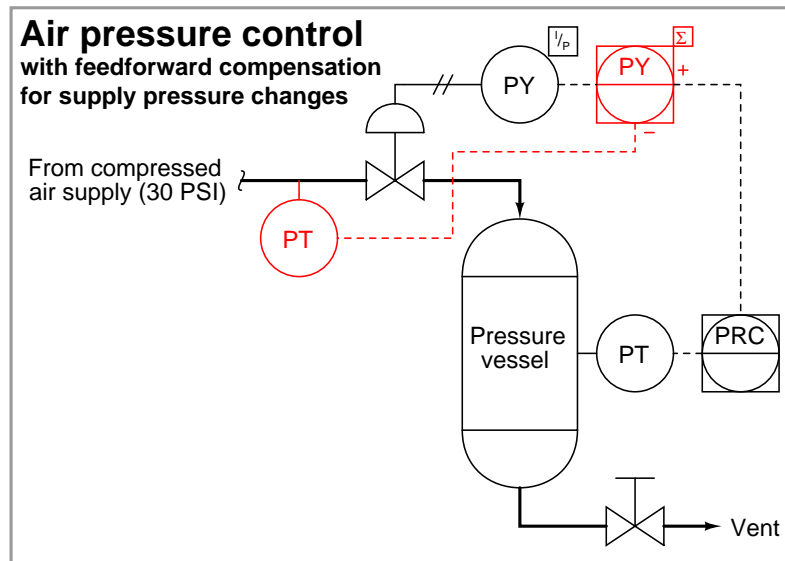 Air pressure control
with feedforward compensation
for supply pressure changes
I/P
Σ
PY
PY
+
−
From compressed
air supply (30 PSI)
PT
Pressure
vessel
PT
PRC
Vent